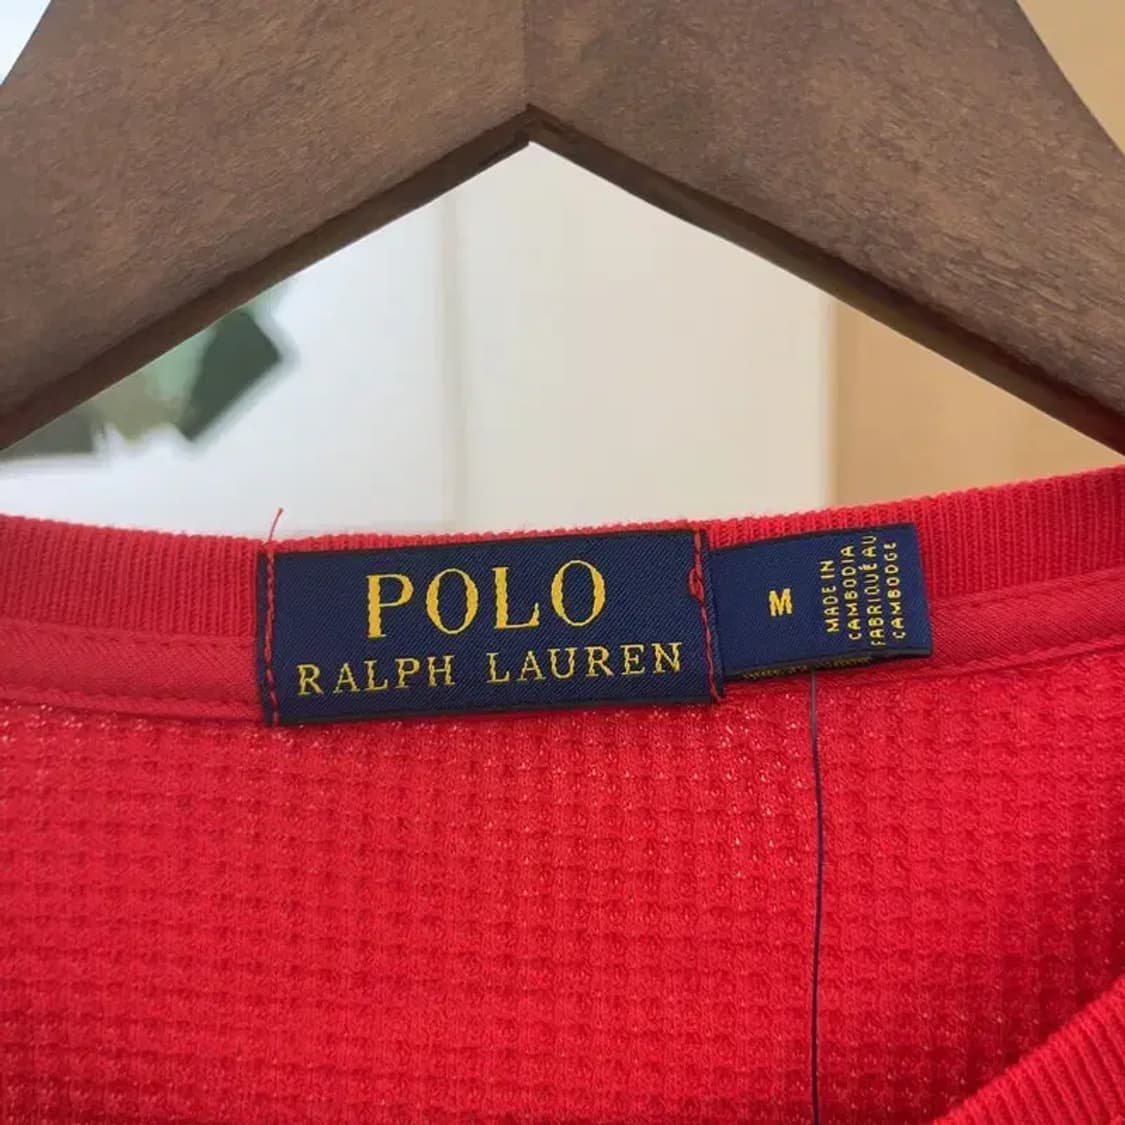 POLO
RALPH LAUREN
M
MADE IN
CAMBODIA
FABRIQUÉ AU
CAMBODGE